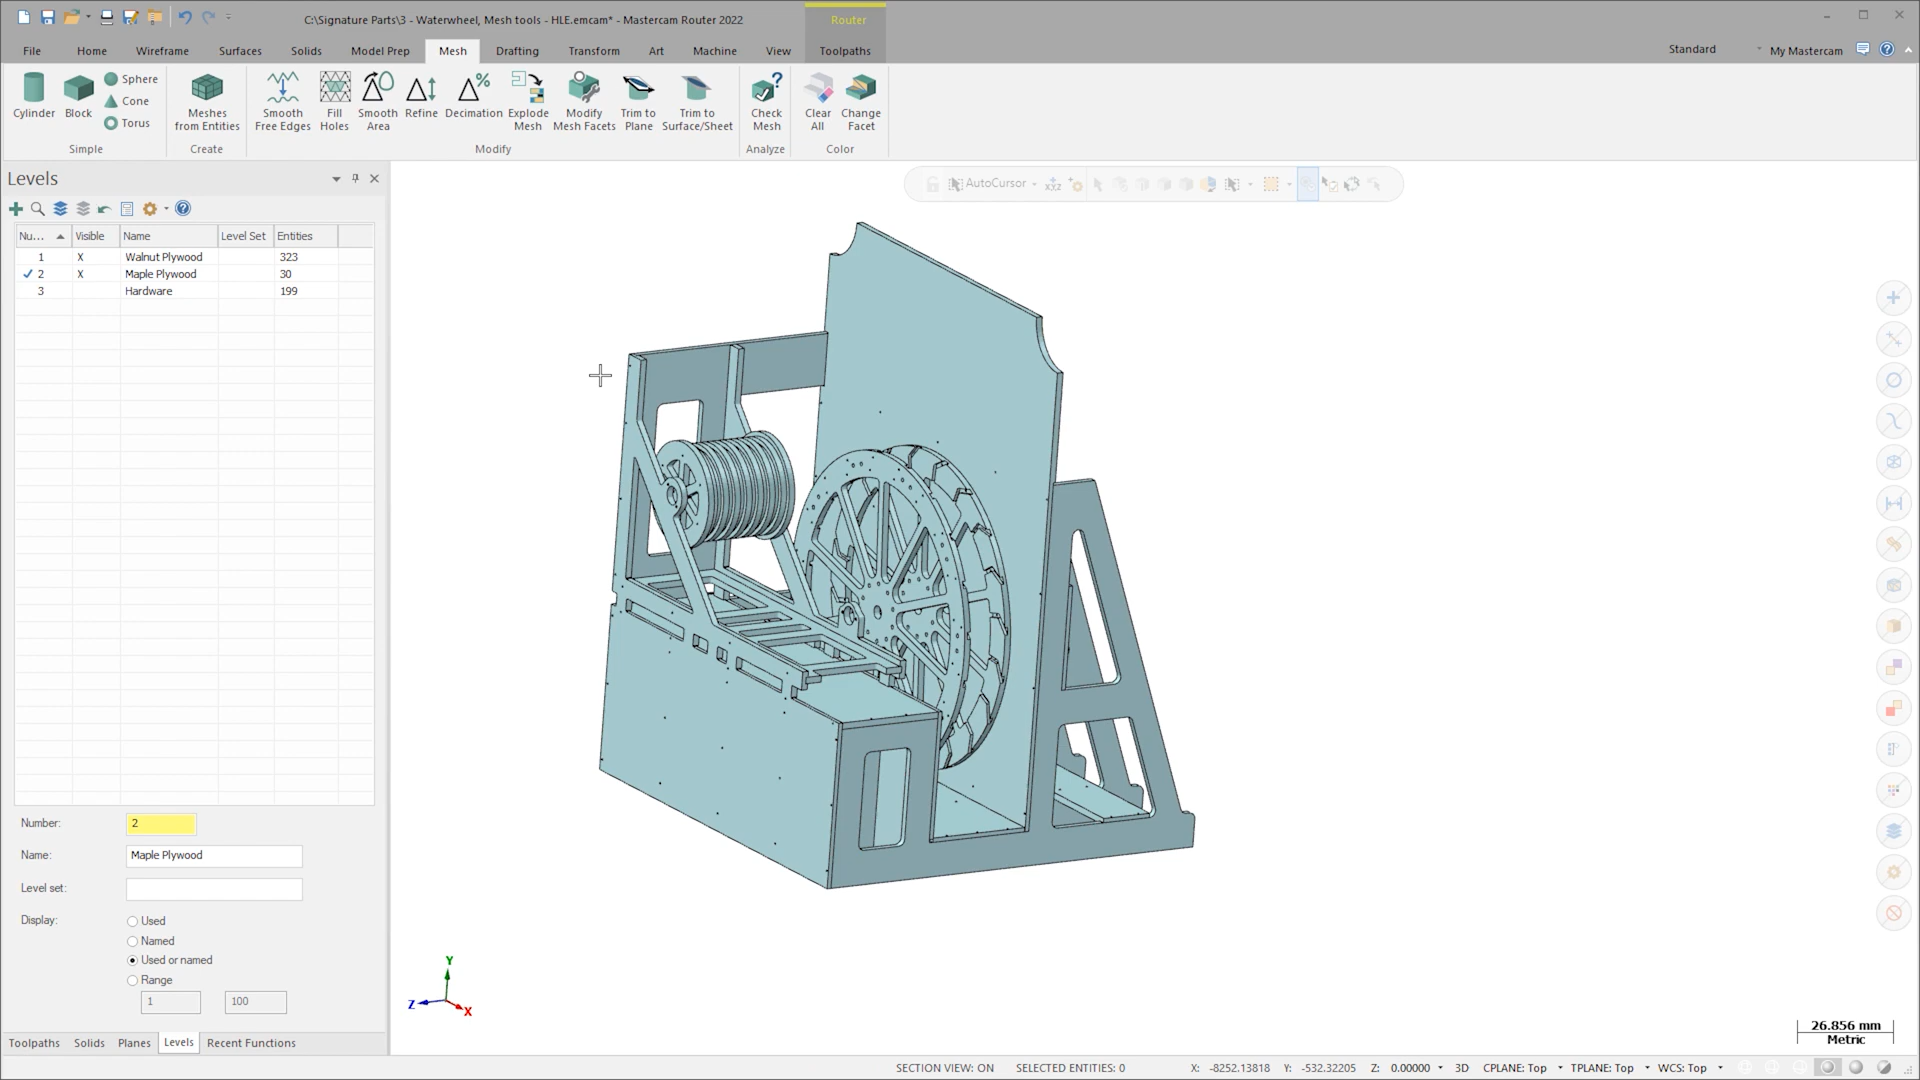 C:\Signature Parts\3 - Waterwheel, Mesh tools - HLE.emcam* - Mastercam Router 2022
Router
File Home Wireframe Surfaces Solids Model Prep Mesh Drafting Transform Art Machine View Toolpaths
Standard My Mastercam
Cylinder Block Sphere Cone Torus
Meshes from Entities
Smooth Free Edges
Fill Holes
Smooth Area
Refine
Decimation
Explode Mesh
Modify Mesh Facets
Trim to Plane
Trim to Surface/Sheet
Check Mesh
Clear All
Change Facet
Simple Create Modify Analyze Color
Levels
AutoCursor
Nu... Visible Name Level Set Entities
1 X Walnut Plywood 323
2 X Maple Plywood 30
3 Hardware 199
Number: 2
Name: Maple Plywood
Level set:
Display: Used
Named
Used or named
Range
1 100
Toolpaths Solids Planes Levels Recent Functions
Y
Z
X
26.856 mm
Metric
SECTION VIEW: ON SELECTED ENTITIES: 0 X: -8252.13818 Y: -532.32205 Z: 0.00000 3D CPLANE: Top TPLANE: Top WCS: Top